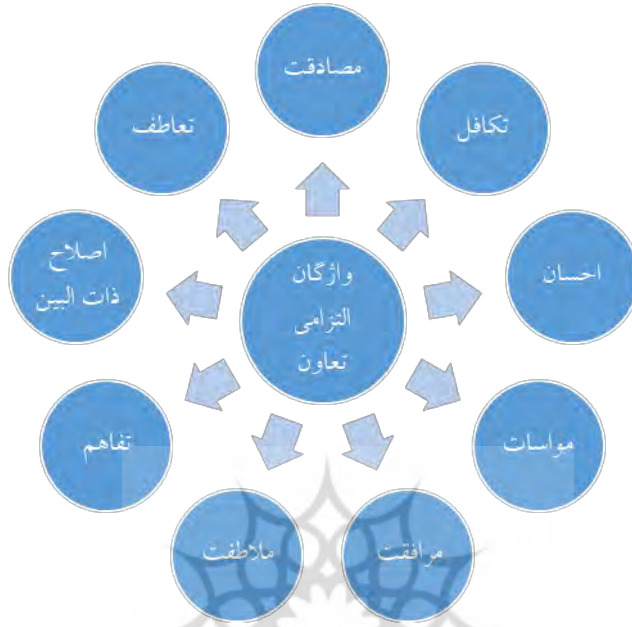 مصادقت
تکافل
احسان
مواسات
مرافقت
ملاطفت
تفاهم
اصلاح
ذات البین
تعاطف
واژگان
التزامی
تعاون